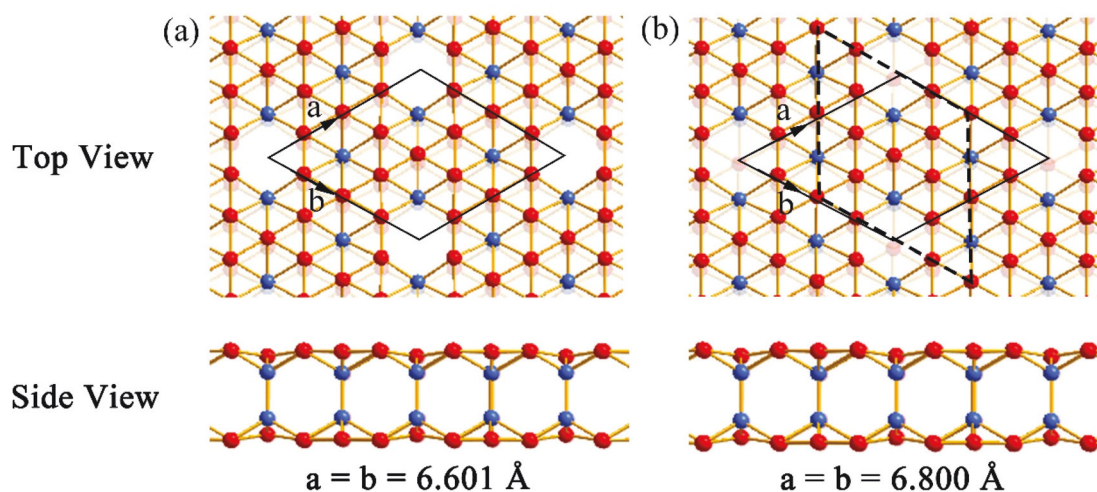 (a)
(b)
Top View
a
b
a
b
Side View
a = b = 6.601 Å
a = b = 6.800 Å